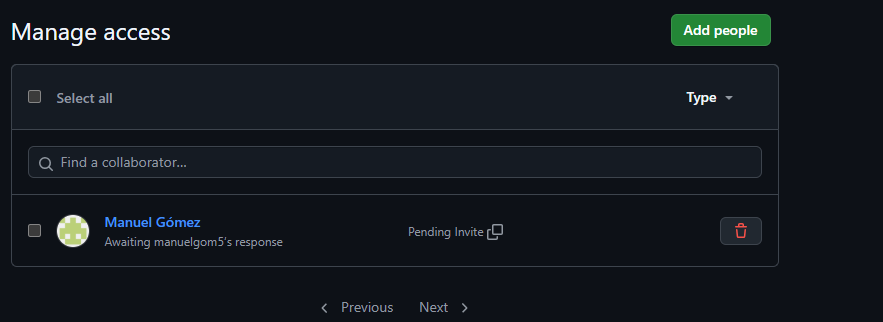 Manage access
Add people
Select all
Type
Find a collaborator...
Manuel Gómez
Awaiting manuelgom5's response
Pending Invite
Previous
Next